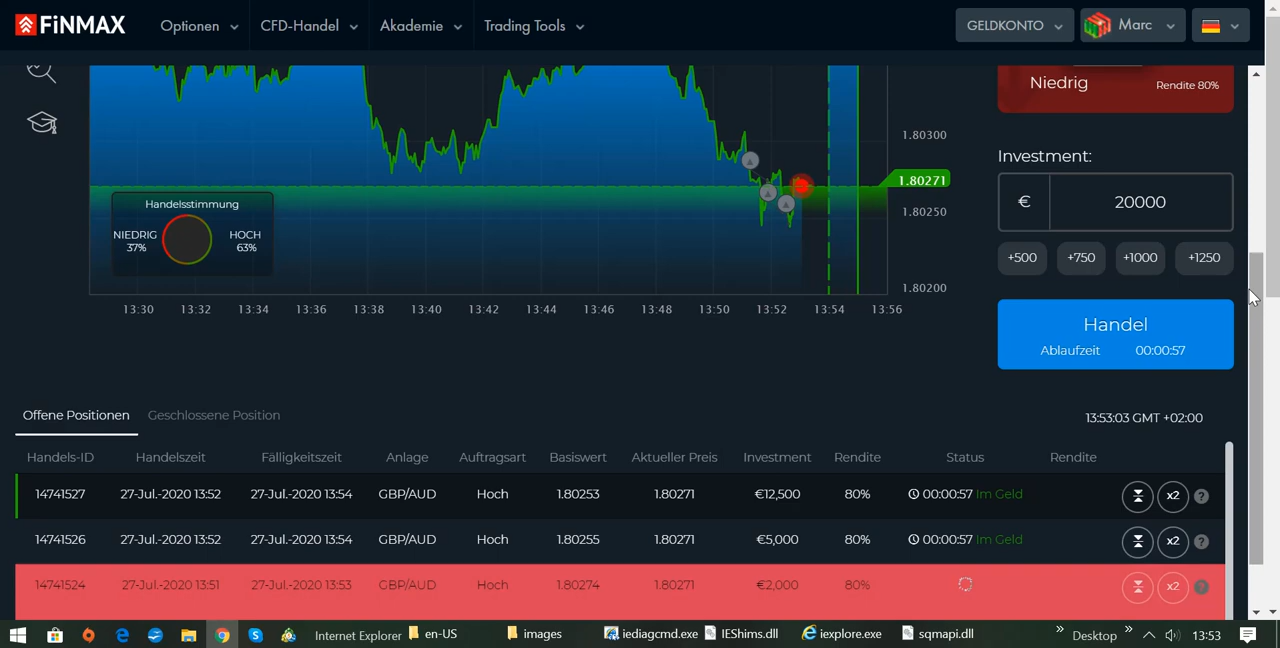 FiNMAX Optionen CFD-Handel Akademie Trading Tools GELDKONTO Marc
Niedrig Rendite 80%
Investment:
€ 20000
+500 +750 +1000 +1250
Handel
Ablaufzeit 00:00:57
1.80300
1.80271
1.80250
1.80200
Handelsstimmung
NIEDRIG HOCH
37% 63%
13:30 13:32 13:34 13:36 13:38 13:40 13:42 13:44 13:46 13:48 13:50 13:52 13:54 13:56
Offene Positionen Geschlossene Position 13:53:03 GMT +02:00
Handels-ID Handelszeit Fälligkeitszeit Anlage Auftragsart Basiswert Aktueller Preis Investment Rendite Status Rendite
14741527 27-Jul.-2020 13:52 27-Jul.-2020 13:54 GBP/AUD Hoch 1.80253 1.80271 €12,500 80% 00:00:57 Im Geld x2 ?
14741526 27-Jul.-2020 13:52 27-Jul.-2020 13:54 GBP/AUD Hoch 1.80255 1.80271 €5,000 80% 00:00:57 Im Geld x2 ?
14741524 27-Jul.-2020 13:51 27-Jul.-2020 13:53 GBP/AUD Hoch 1.80274 1.80271 €2,000 80% x2 ?
Internet Explorer en-US images iediagcmd.exe IEShims.dll iexplore.exe sqmapi.dll » Desktop » 13:53